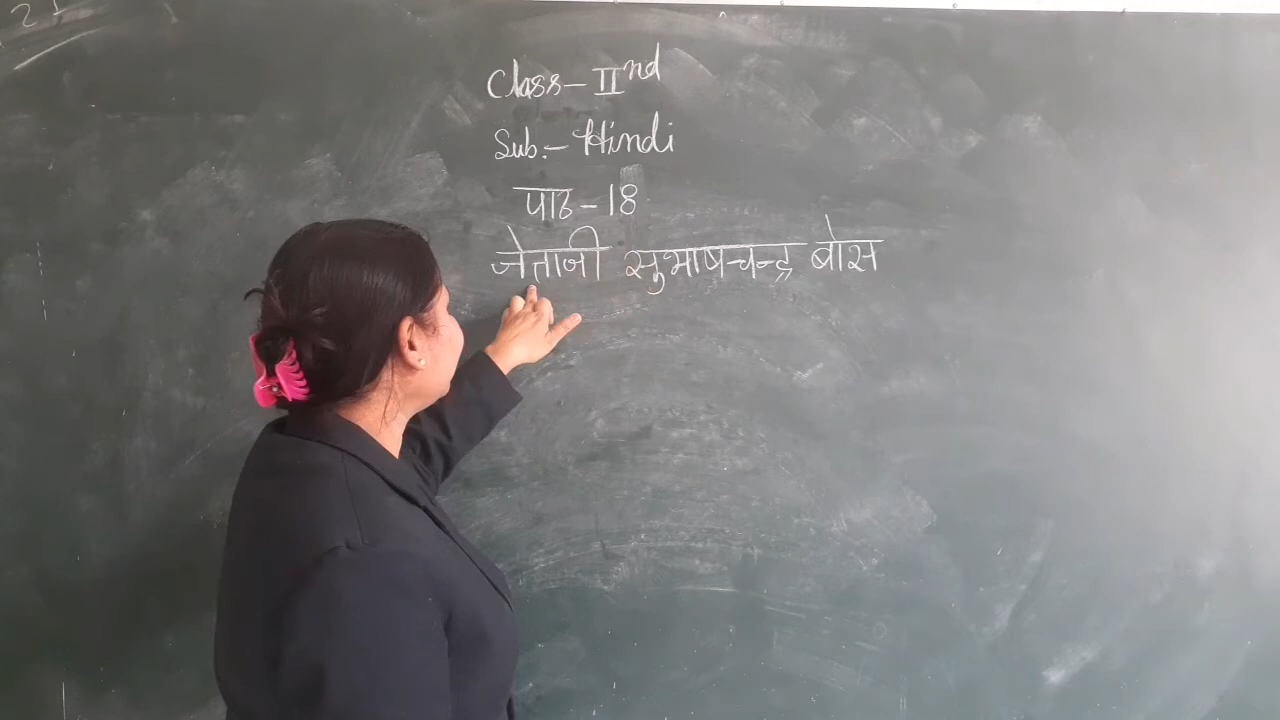 Class - IInd
Sub. - Hindi
पाठ - 18
नेताजी सुभाषचन्द्र बोस